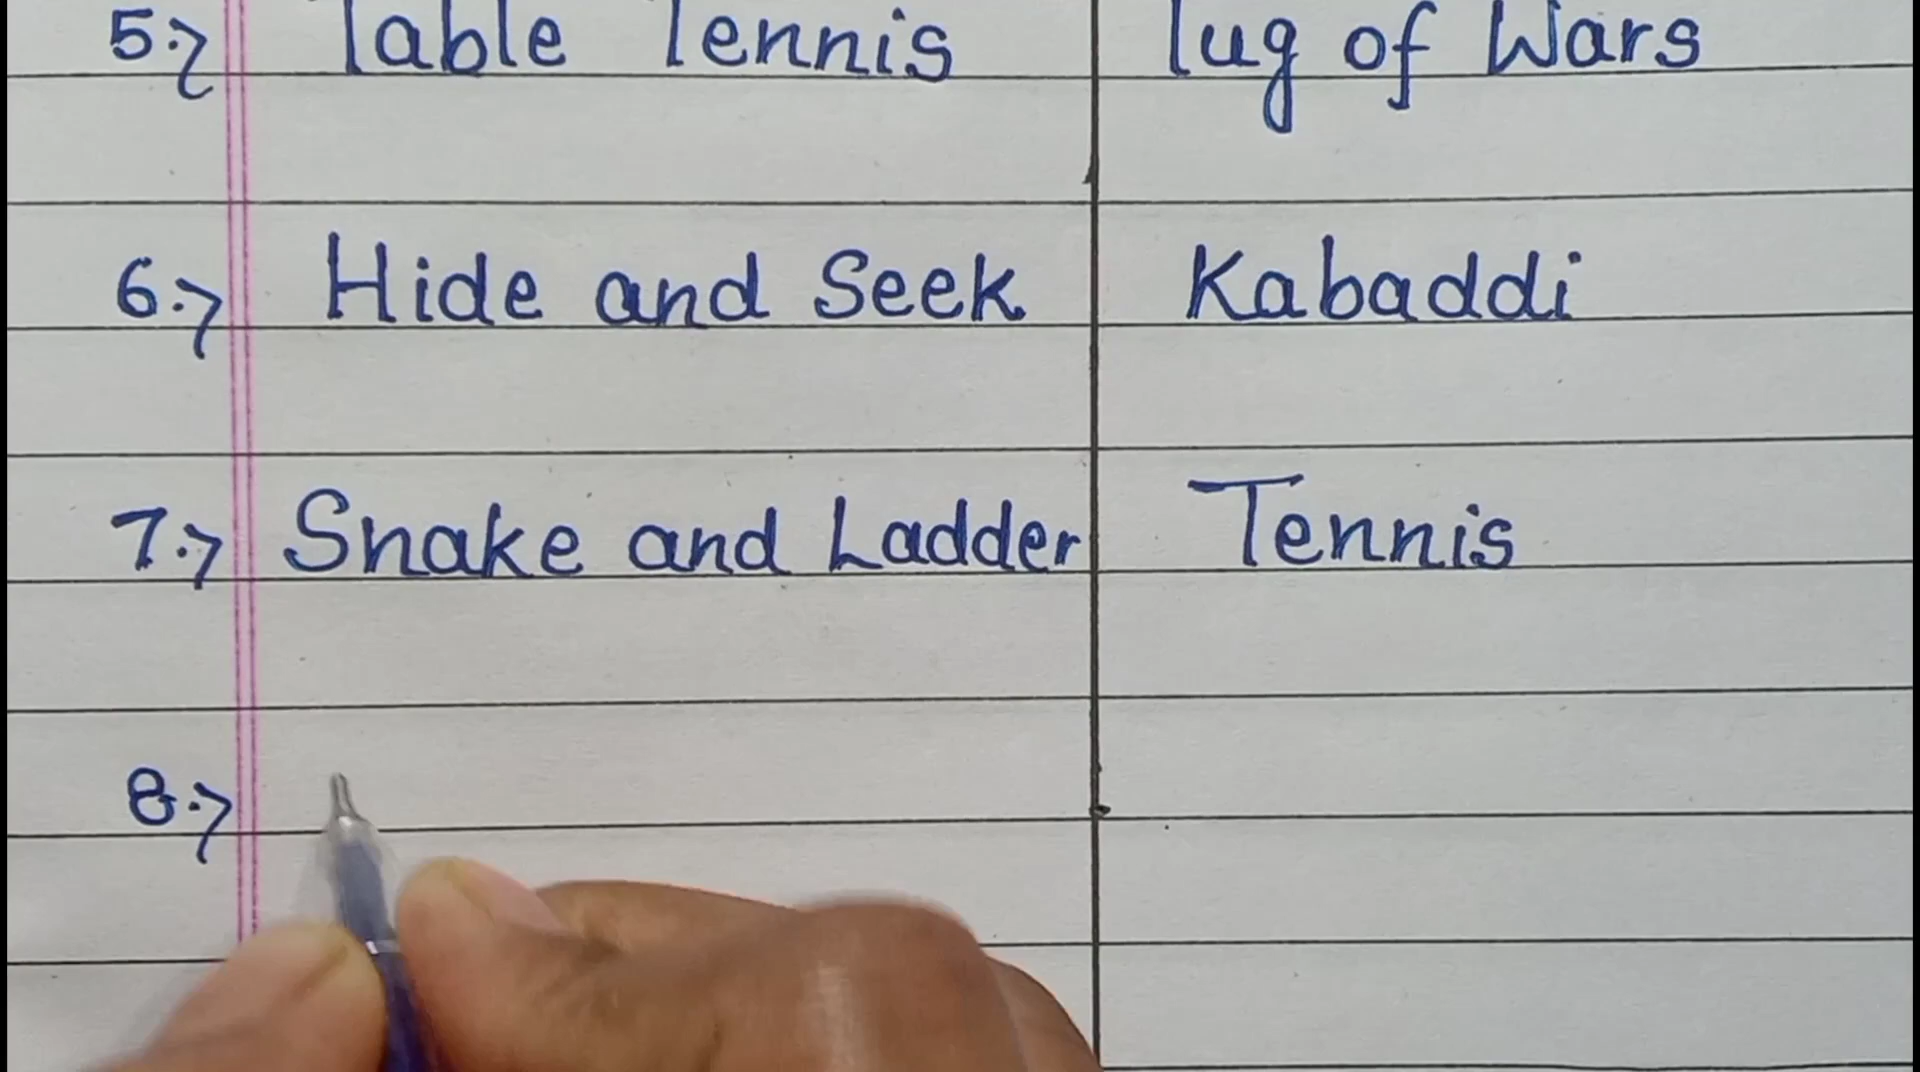 5.) Table Tennis Tug of Wars
6.) Hide and Seek Kabaddi
7.) Snake and Ladder Tennis
8.)